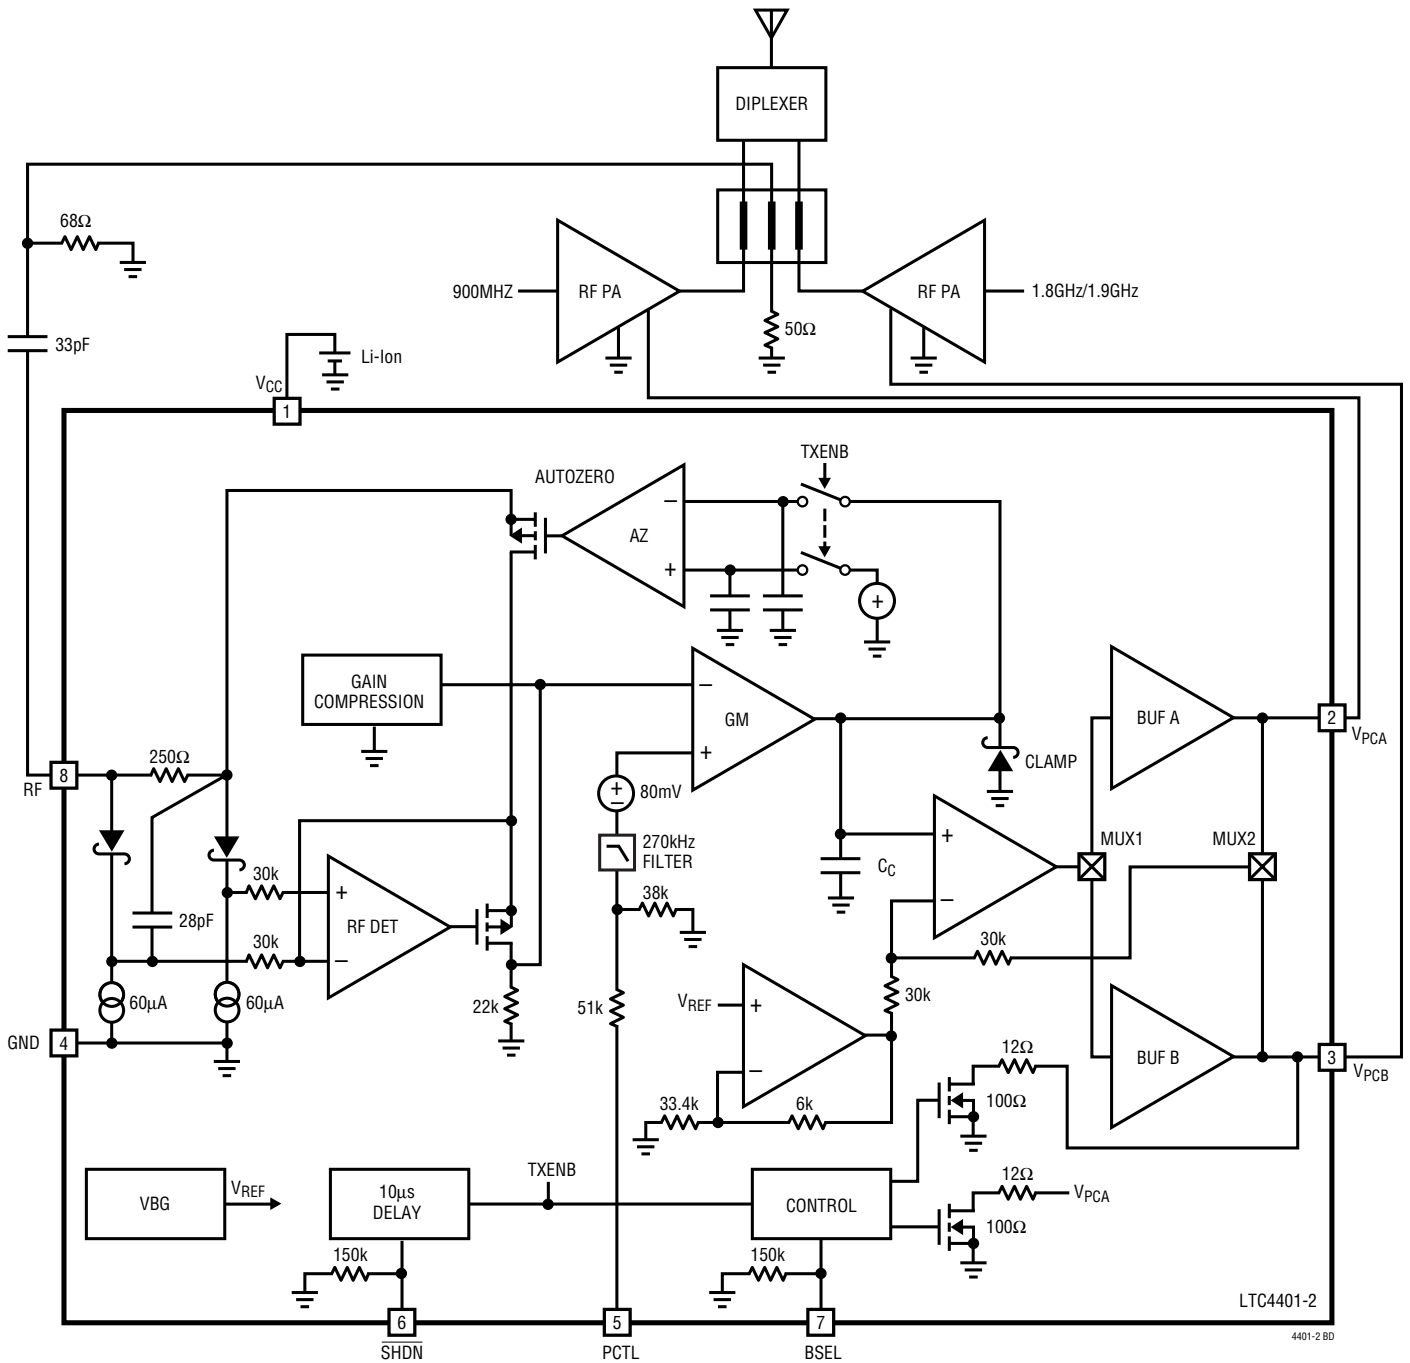 DIPLEXER
68Ω
900MHZ
RF PA
RF PA
1.8GHz/1.9GHz
50Ω
33pF
Li-Ion
VCC
1
TXENB
AUTOZERO
−
AZ
+
+
GAIN
COMPRESSION
−
GM
+
BUF A
2
VPCA
250Ω
8
RF
+
−
80mV
CLAMP
270kHz
FILTER
+
−
MUX1
MUX2
CC
30k
+
RF DET
−
38k
28pF
30k
30k
60µA
60µA
22k
51k
VREF
+
−
30k
GND
4
12Ω
BUF B
3
VPCB
100Ω
33.4k
6k
VBG
VREF
10µs
DELAY
TXENB
CONTROL
12Ω
VPCA
100Ω
150k
150k
LTC4401-2
6
5
7
SHDN
PCTL
BSEL
4401-2 BD